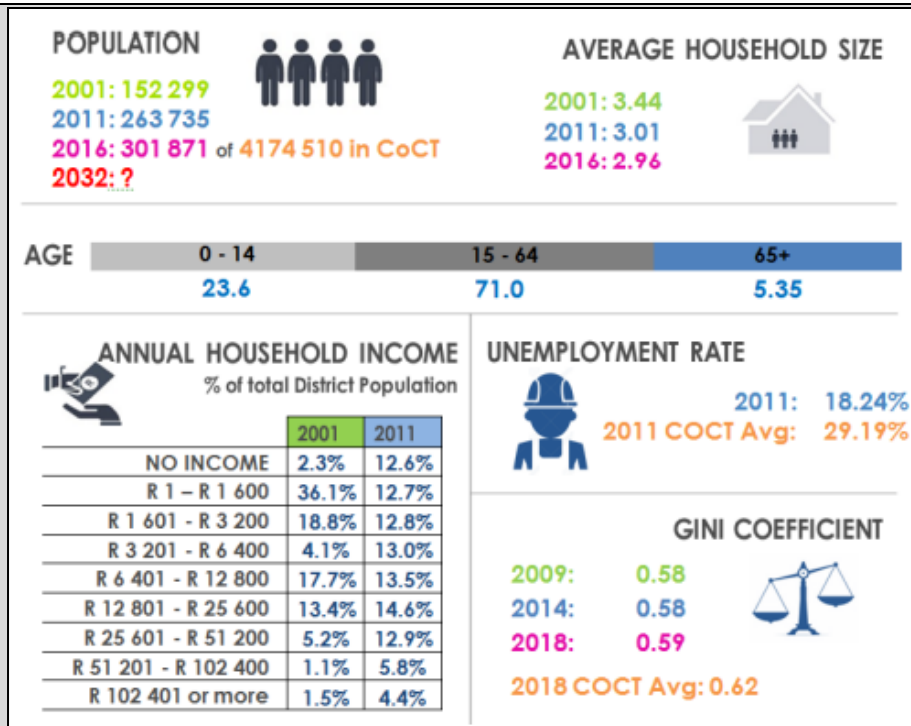 POPULATION
2001: 152 299
2011: 263 735
2016: 301 871 of 4174 510 in CoCT
2032: ?
AVERAGE HOUSEHOLD SIZE
2001: 3.44
2011: 3.01
2016: 2.96
AGE 0 - 14 15 - 64 65+
23.6 71.0 5.35
ANNUAL HOUSEHOLD INCOME
% of total District Population
2001 2011
NO INCOME 2.3% 12.6%
R 1 – R 1 600 36.1% 12.7%
R 1 601 - R 3 200 18.8% 12.8%
R 3 201 - R 6 400 4.1% 13.0%
R 6 401 - R 12 800 17.7% 13.5%
R 12 801 - R 25 600 13.4% 14.6%
R 25 601 - R 51 200 5.2% 12.9%
R 51 201 - R 102 400 1.1% 5.8%
R 102 401 or more 1.5% 4.4%
UNEMPLOYMENT RATE
2011: 18.24%
2011 COCT Avg: 29.19%
GINI COEFFICIENT
2009: 0.58
2014: 0.58
2018: 0.59
2018 COCT Avg: 0.62